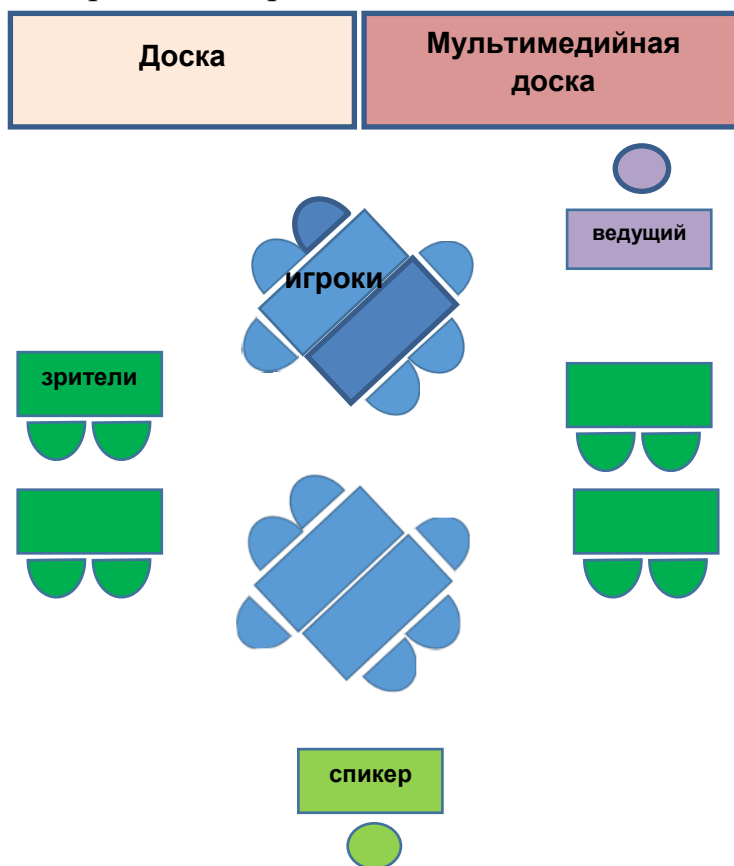 Доска
Мультимедийная
доска
ведущий
игроки
зрители
спикер